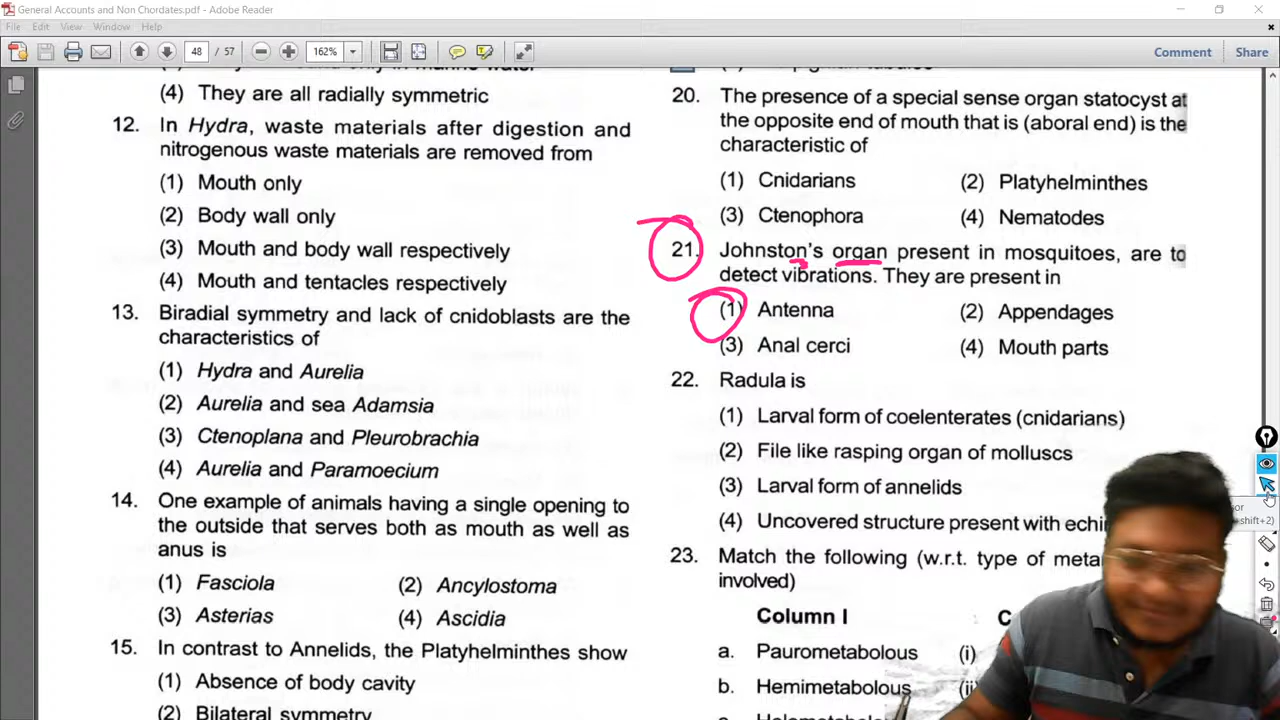 General Accounts and Non Chordates.pdf - Adobe Reader
File Edit View Window Help
48 / 57 162% Comment Share
(4) They are all radially symmetric
12. In Hydra, waste materials after digestion and
nitrogenous waste materials are removed from
(1) Mouth only
(2) Body wall only
(3) Mouth and body wall respectively
(4) Mouth and tentacles respectively
13. Biradial symmetry and lack of cnidoblasts are the
characteristics of
(1) Hydra and Aurelia
(2) Aurelia and sea Adamsia
(3) Ctenoplana and Pleurobrachia
(4) Aurelia and Paramoecium
14. One example of animals having a single opening to
the outside that serves both as mouth as well as
anus is
(1) Fasciola (2) Ancylostoma
(3) Asterias (4) Ascidia
15. In contrast to Annelids, the Platyhelminthes show
(1) Absence of body cavity
(2) Bilateral symmetry
20. The presence of a special sense organ statocyst at
the opposite end of mouth that is (aboral end) is the
characteristic of
(1) Cnidarians (2) Platyhelminthes
(3) Ctenophora (4) Nematodes
21. Johnston's organ present in mosquitoes, are to
detect vibrations. They are present in
(1) Antenna (2) Appendages
(3) Anal cerci (4) Mouth parts
22. Radula is
(1) Larval form of coelenterates (cnidarians)
(2) File like rasping organ of molluscs
(3) Larval form of annelids
(4) Uncovered structure present with
23. Match the following (w.r.t. type of
involved)
Column I
a. Paurometabolous (i)
b. Hemimetabolous
shift+2)